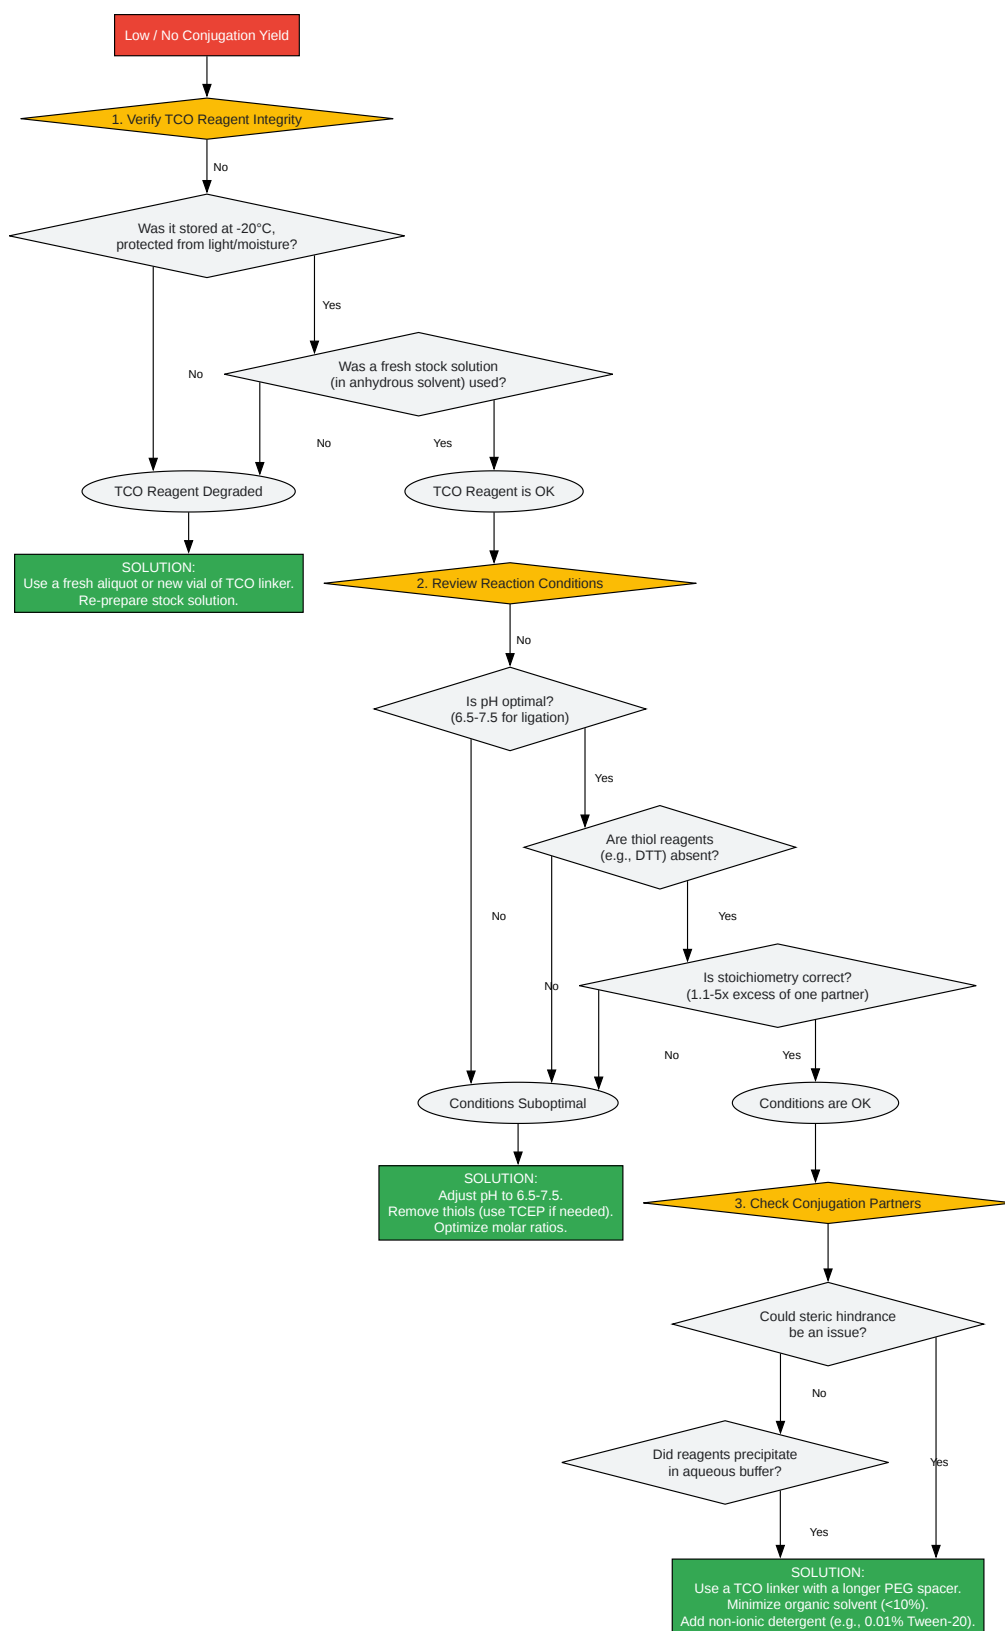 Low / No Conjugation Yield
1. Verify TCO Reagent Integrity
No
Was it stored at -20°C,
protected from light/moisture?
Yes
Was a fresh stock solution
(in anhydrous solvent) used?
No
No
Yes
TCO Reagent Degraded
TCO Reagent is OK
SOLUTION:
Use a fresh aliquot or new vial of TCO linker.
Re-prepare stock solution.
2. Review Reaction Conditions
No
Is pH optimal?
(6.5-7.5 for ligation)
Yes
Are thiol reagents
(e.g., DTT) absent?
No
Yes
Is stoichiometry correct?
(1.1-5x excess of one partner)
No
No
Yes
Conditions Suboptimal
Conditions are OK
SOLUTION:
Adjust pH to 6.5-7.5.
Remove thiols (use TCEP if needed).
Optimize molar ratios.
3. Check Conjugation Partners
Could steric hindrance
be an issue?
No
Did reagents precipitate
in aqueous buffer?
Yes
Yes
SOLUTION:
Use a TCO linker with a longer PEG spacer.
Minimize organic solvent (<10%).
Add non-ionic detergent (e.g., 0.01% Tween-20).